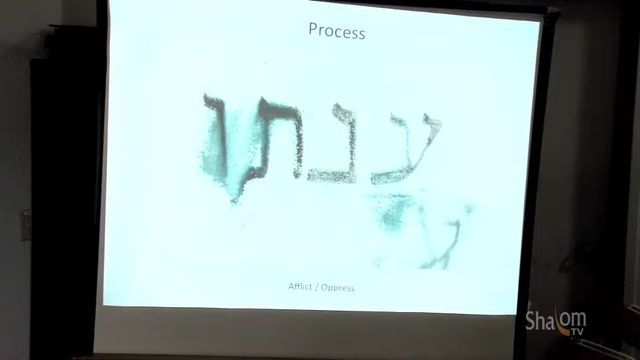 Process
ענתו
ע
Afflict / Oppress
Shalom TV